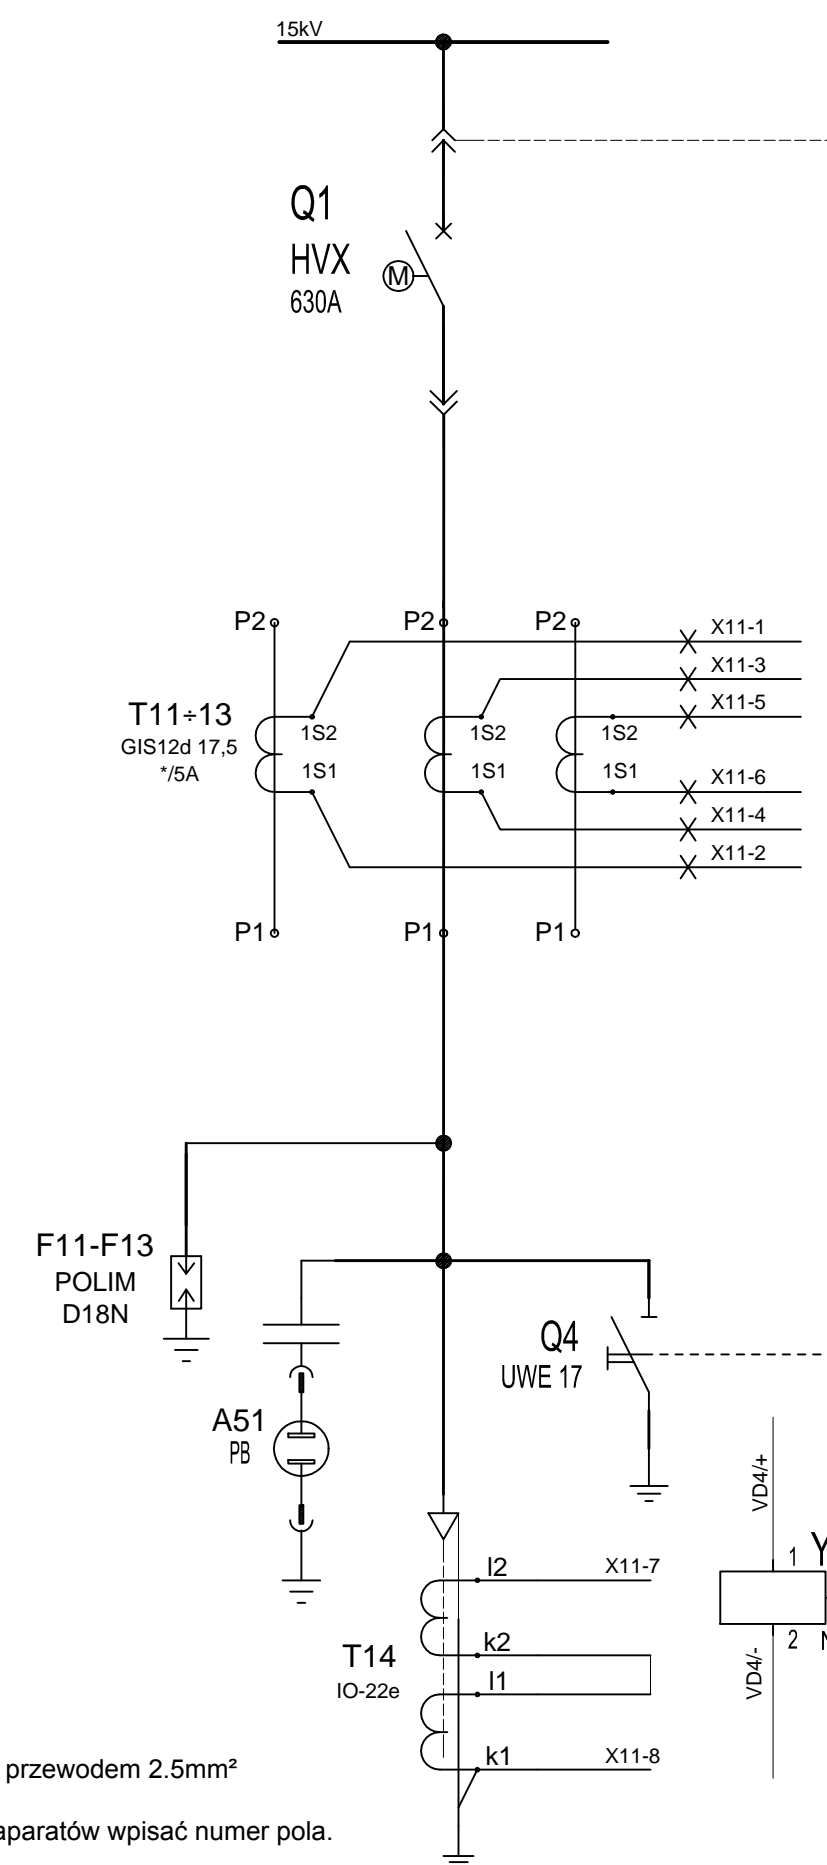 15kV
Q1
HVX
630A
M
P2
P2
P2
X11-1
X11-3
X11-5
T11÷13
GIS12d 17,5
*/5A
1S2
1S2
1S2
1S1
1S1
1S1
X11-6
X11-4
X11-2
P1
P1
P1
F11-F13
POLIM
D18N
Q4
UWE 17
A51
PB
VD4/+
1
Y
2
VD4/-
l2
X11-7
k2
T14
IO-22e
l1
k1
X11-8
przewodem 2.5mm²
aparatów wpisać numer pola.